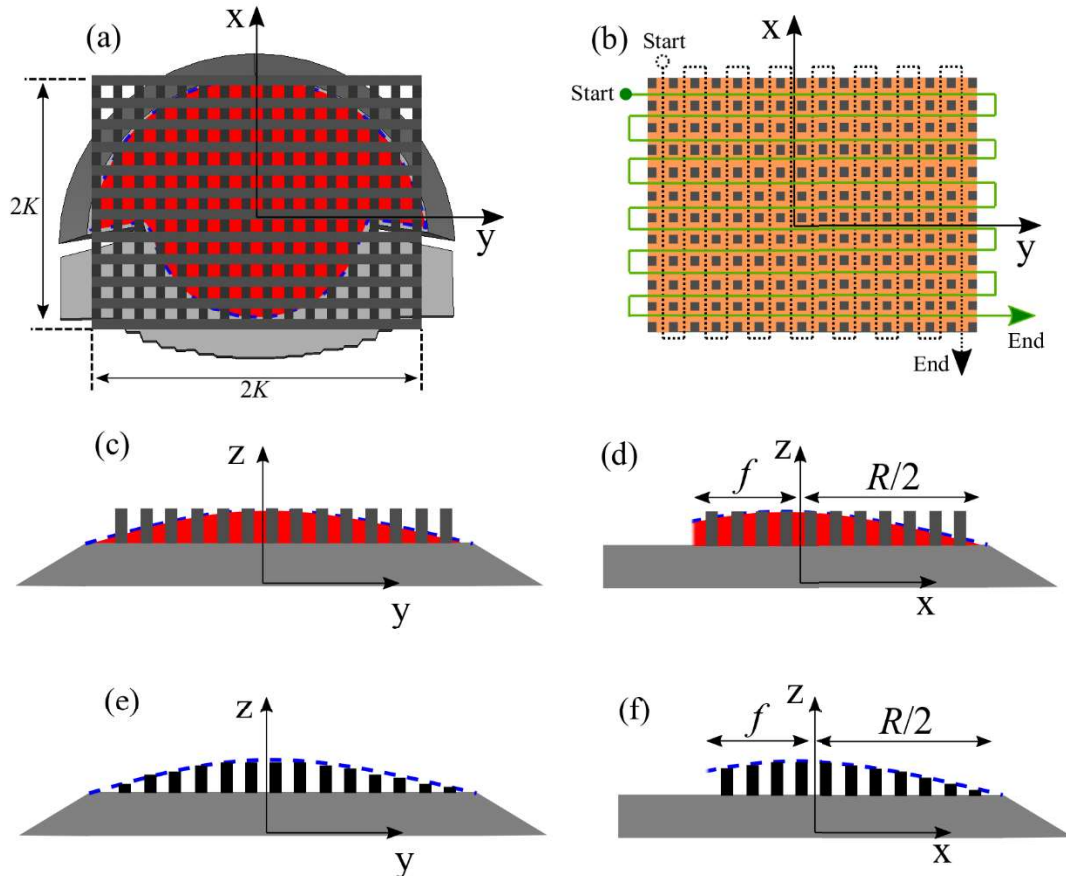 (a)
x
y
2K
2K
(b)
x
Start
Start
y
End
End
(c)
z
y
(d)
z
f
R/2
x
(e)
z
y
(f)
z
f
R/2
x